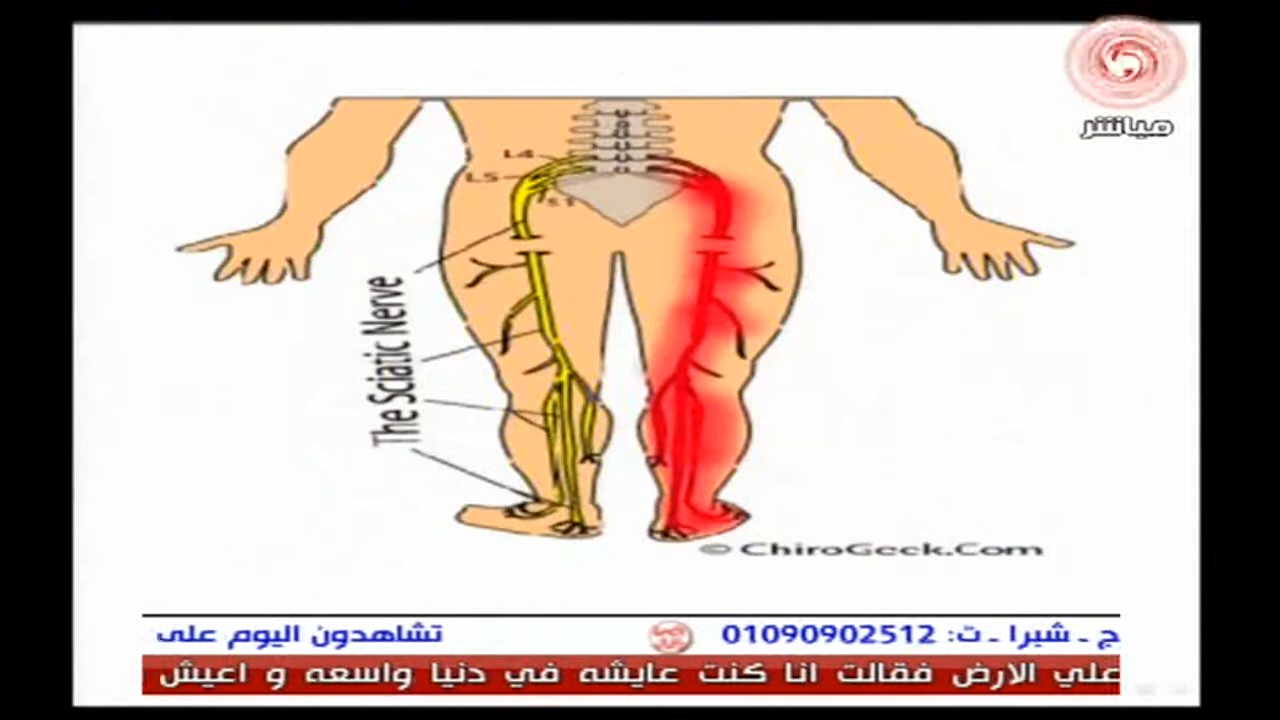 مباشر
L4
L5
S1
The Sciatic Nerve
© ChiroGeek.Com
ج ـ شبرا ـ ت: 01090902512
تشاهدون اليوم على
علي الارض فقالت انا كنت عايشه في دنيا واسعه و اعيش